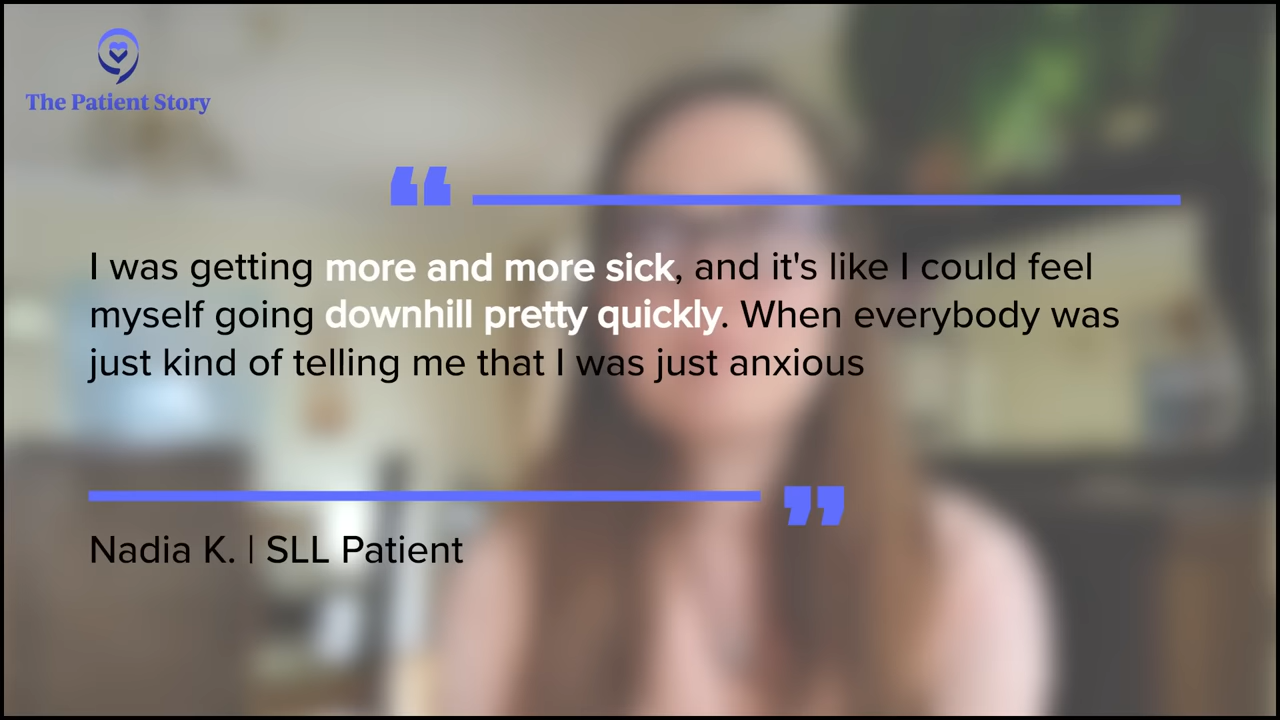 The Patient Story
“
I was getting more and more sick, and it's like I could feel
myself going downhill pretty quickly. When everybody was
just kind of telling me that I was just anxious
”
Nadia K. | SLL Patient